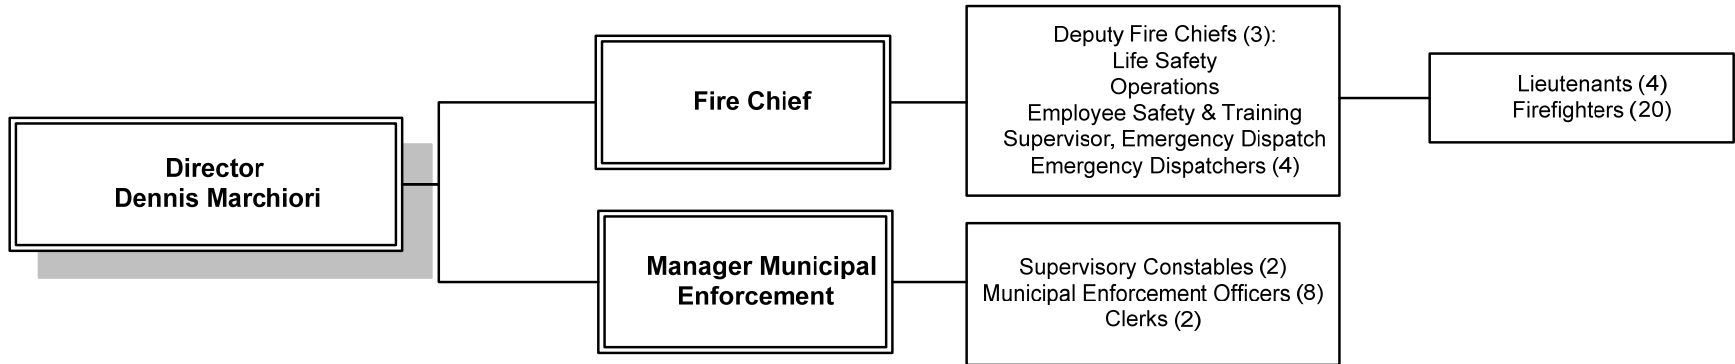 Director
Dennis Marchiori
Fire Chief
Deputy Fire Chiefs (3):
Life Safety
Operations
Employee Safety & Training
Supervisor, Emergency Dispatch
Emergency Dispatchers (4)
Lieutenants (4)
Firefighters (20)
Manager Municipal
Enforcement
Supervisory Constables (2)
Municipal Enforcement Officers (8)
Clerks (2)